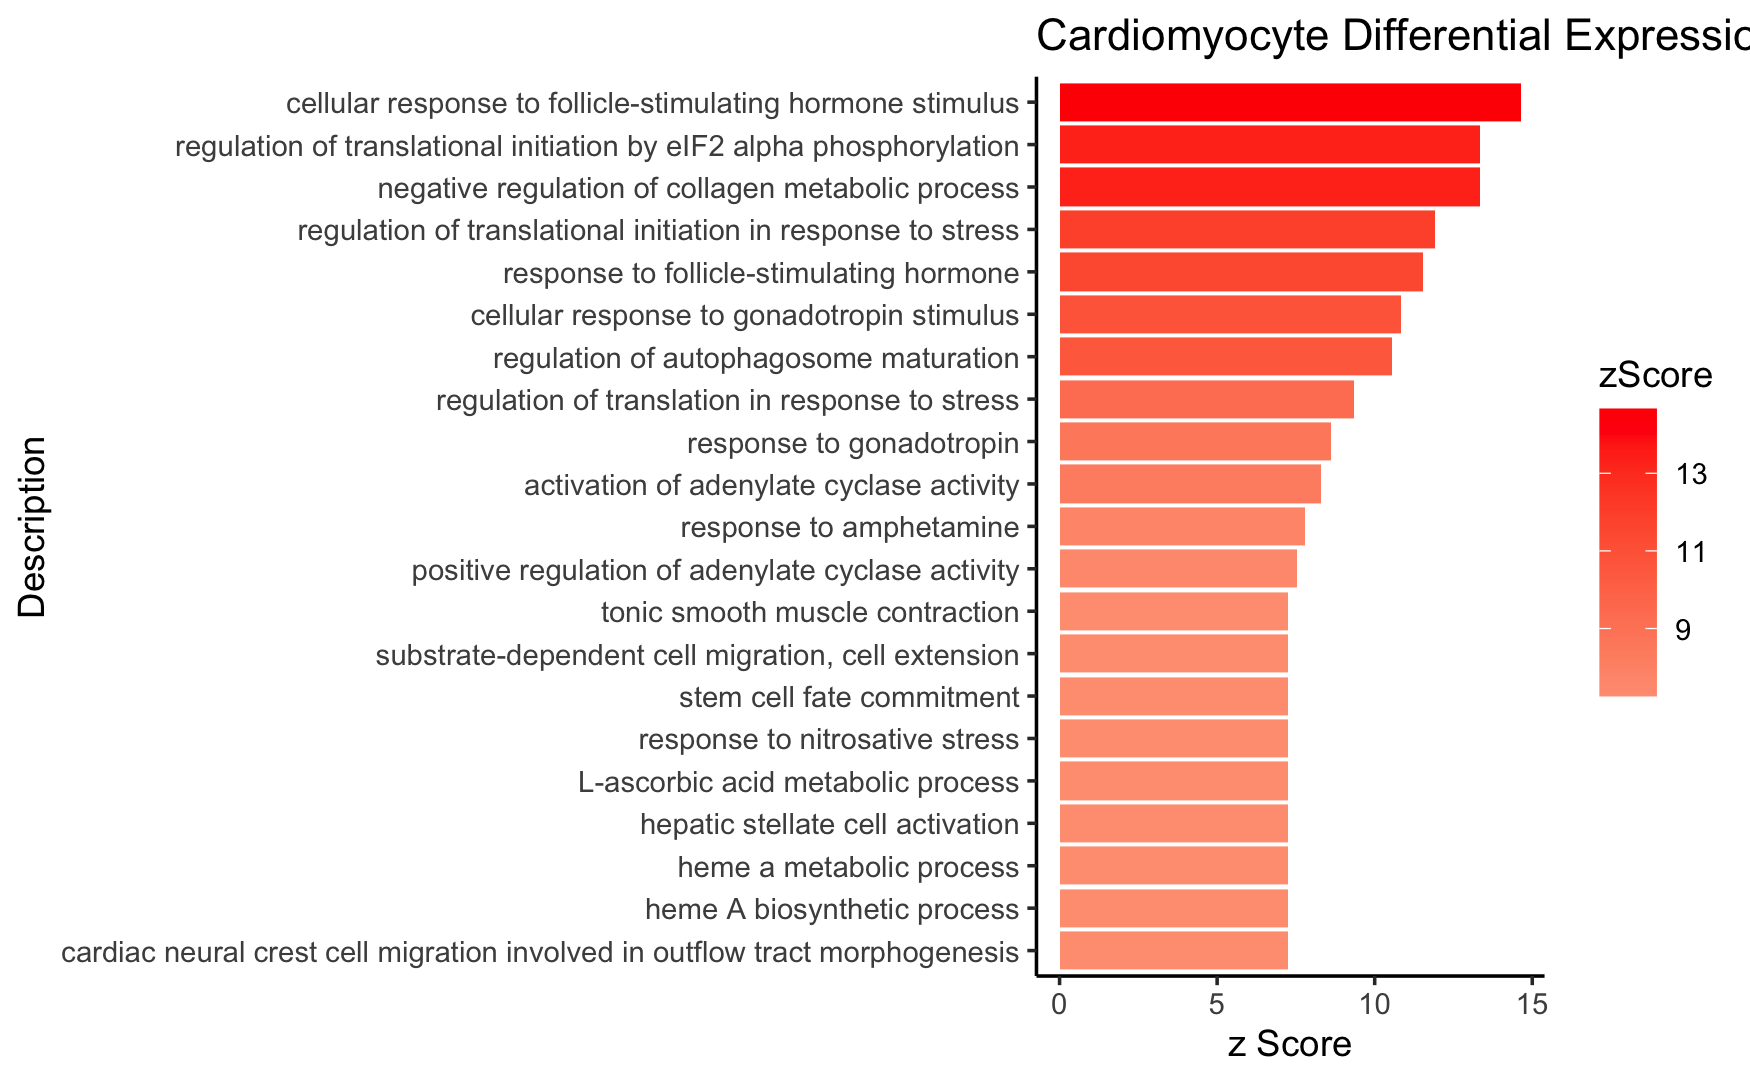 Cardiomyocyte Differential Expressio
cellular response to follicle-stimulating hormone stimulus
regulation of translational initiation by eIF2 alpha phosphorylation
negative regulation of collagen metabolic process
regulation of translational initiation in response to stress
response to follicle-stimulating hormone
cellular response to gonadotropin stimulus
regulation of autophagosome maturation
regulation of translation in response to stress
response to gonadotropin
activation of adenylate cyclase activity
response to amphetamine
positive regulation of adenylate cyclase activity
tonic smooth muscle contraction
substrate-dependent cell migration, cell extension
stem cell fate commitment
response to nitrosative stress
L-ascorbic acid metabolic process
hepatic stellate cell activation
heme a metabolic process
heme A biosynthetic process
cardiac neural crest cell migration involved in outflow tract morphogenesis
Description
0 5 10 15
z Score
zScore
13
11
9